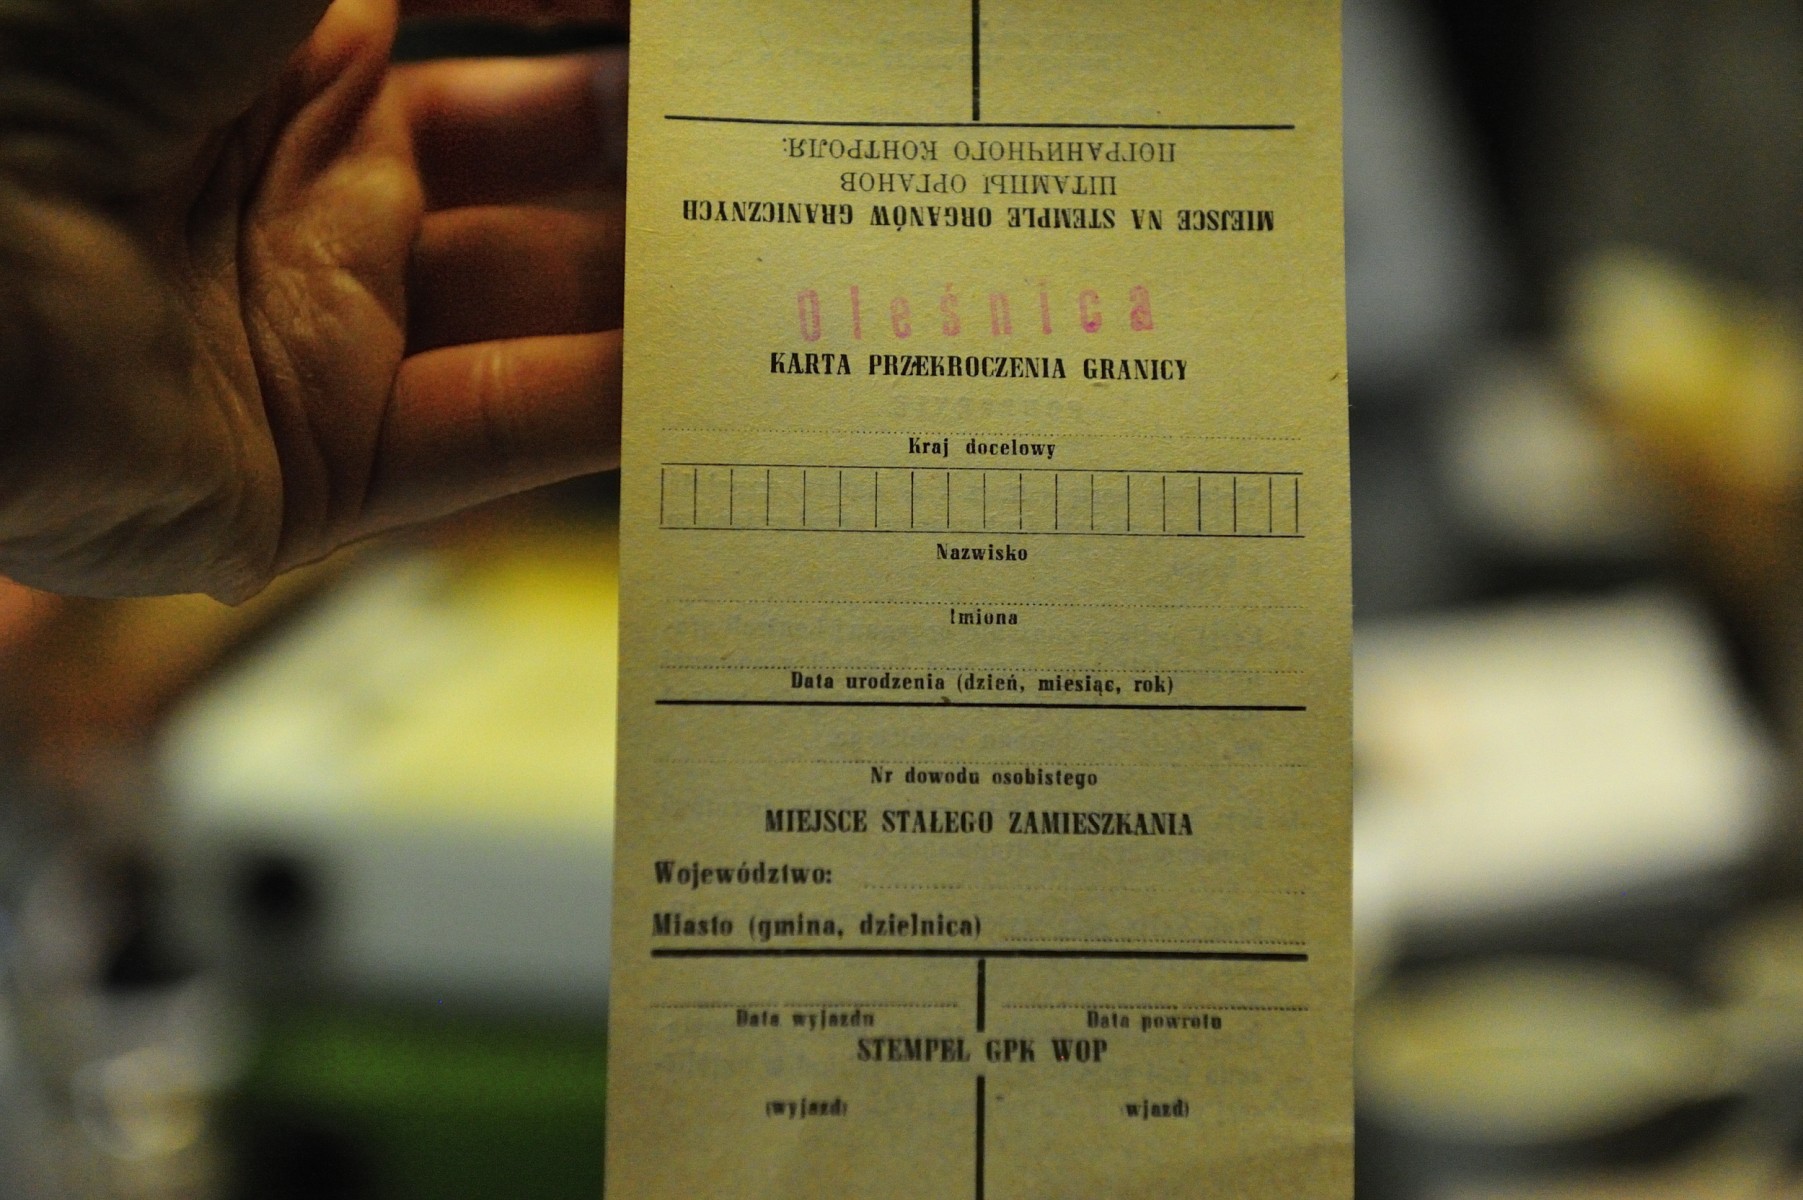 ПОГРАНИЧНОГО КОНТРОЛЯ:
ШТАМПЫ ОРГАНОВ
MIEJSCE NA STEMPLE ORGANÓW GRANICZNYCH
Oleśnica
KARTA PRZEKROCZENIA GRANICY
Kraj docelowy
Nazwisko
Imiona
Data urodzenia (dzień, miesiąc, rok)
Nr dowodu osobistego
MIEJSCE STAŁEGO ZAMIESZKANIA
Województwo:
Miasto (gmina, dzielnica)
Data wyjazdu Data powrotu
STEMPEL GPK WOP
(wyjazd) wjazd)